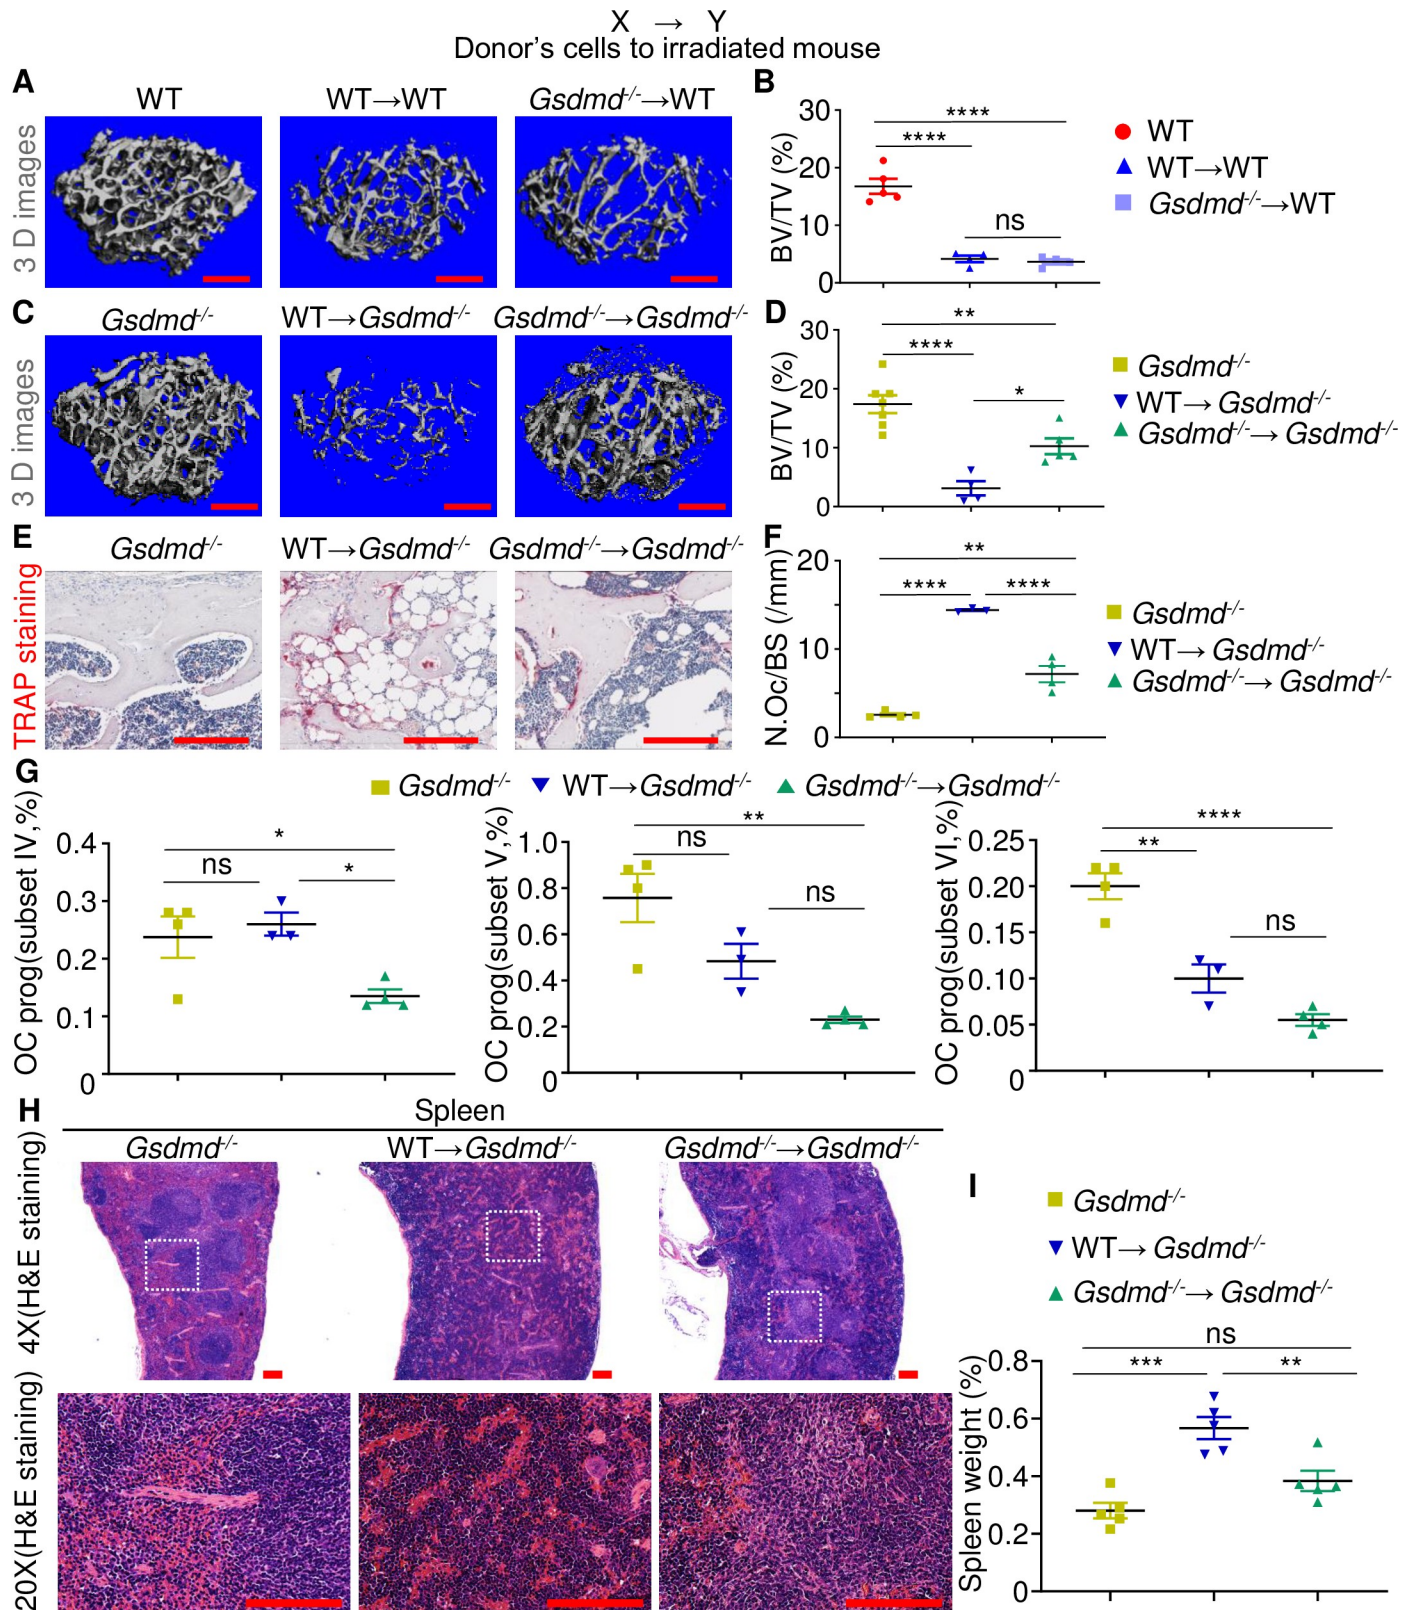 X → Y
Donor's cells to irradiated mouse
A
WT
WT→WT
Gsdmd-/-→WT
3 D images
B
BV/TV (%)
30
20
10
0
****
****
ns
WT
WT→WT
Gsdmd-/-→WT
C
Gsdmd-/-
WT→Gsdmd-/-
Gsdmd-/-→Gsdmd-/-
3 D images
D
BV/TV (%)
30
20
10
0
**
****
*
Gsdmd-/-
WT→ Gsdmd-/-
Gsdmd-/-→ Gsdmd-/-
E
Gsdmd-/-
WT→Gsdmd-/-
Gsdmd-/-→Gsdmd-/-
TRAP staining
F
N.Oc/BS (/mm)
20
10
0
**
****
****
Gsdmd-/-
WT→ Gsdmd-/-
Gsdmd-/-→ Gsdmd-/-
G
Gsdmd-/-
WT→Gsdmd-/-
Gsdmd-/-→Gsdmd-/-
OC prog(subset IV,%)
0.4
0.3
0.2
0.1
0
*
ns
*
OC prog(subset V,%)
1.0
0.8
0.6
0.4
0.2
0
**
ns
ns
OC prog(subset VI,%)
0.25
0.20
0.15
0.10
0.05
0
****
**
ns
H
Spleen
Gsdmd-/-
WT→Gsdmd-/-
Gsdmd-/-→Gsdmd-/-
4X(H&E staining)
20X(H&E staining)
I
Gsdmd-/-
WT→ Gsdmd-/-
Gsdmd-/-→ Gsdmd-/-
Spleen weight (%)
0.8
0.6
0.4
0.2
0
ns
***
**